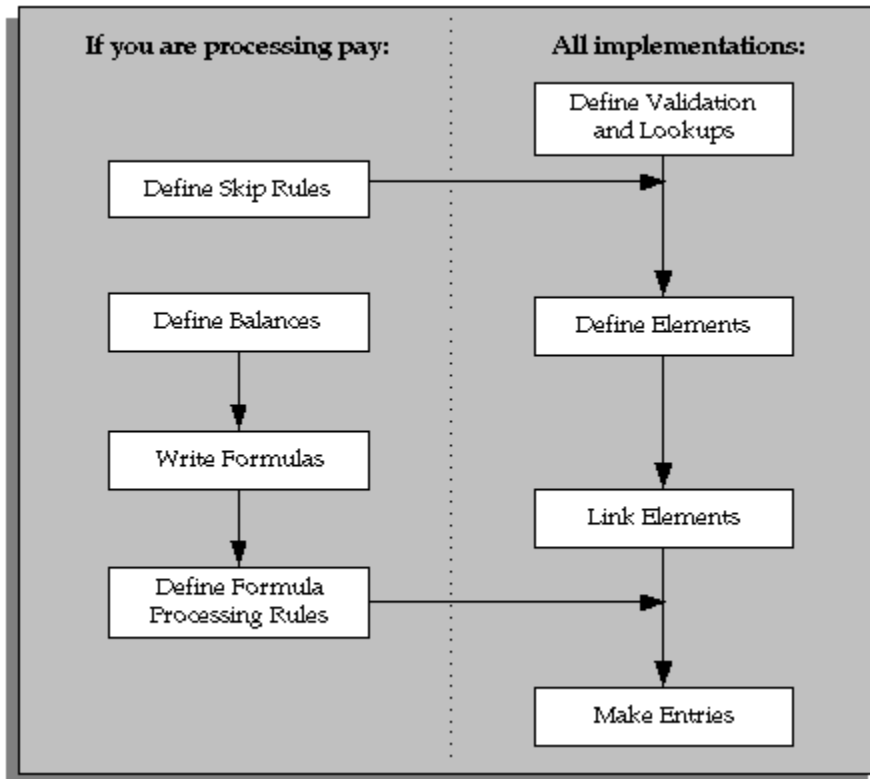 If you are processing pay:
All implementations:
Define Validation
and Lookups
Define Skip Rules
Define Balances
Define Elements
Write Formulas
Link Elements
Define Formula
Processing Rules
Make Entries